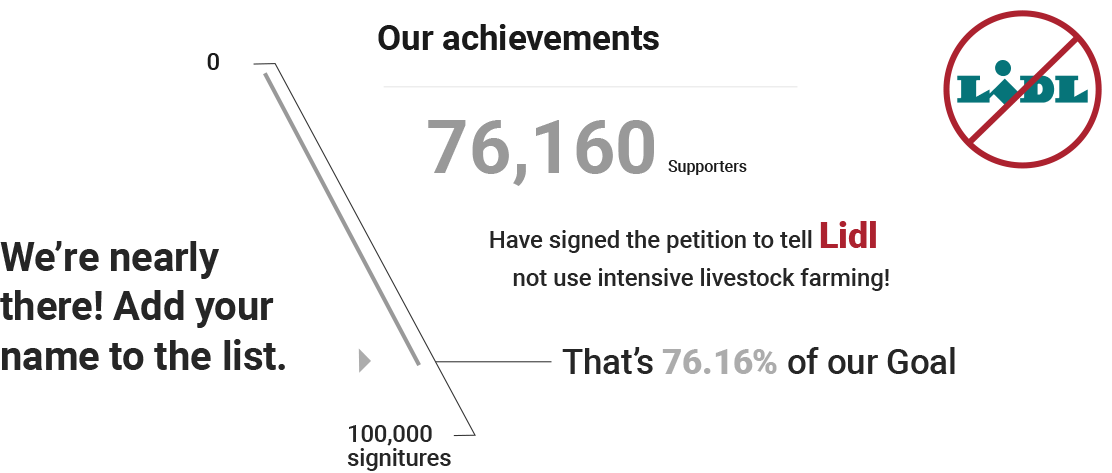 Our achievements
0
LiDL
76,160 Supporters
Have signed the petition to tell Lidl
not use intensive livestock farming!
We’re nearly
there! Add your
name to the list.
That’s 76.16% of our Goal
100,000
signitures